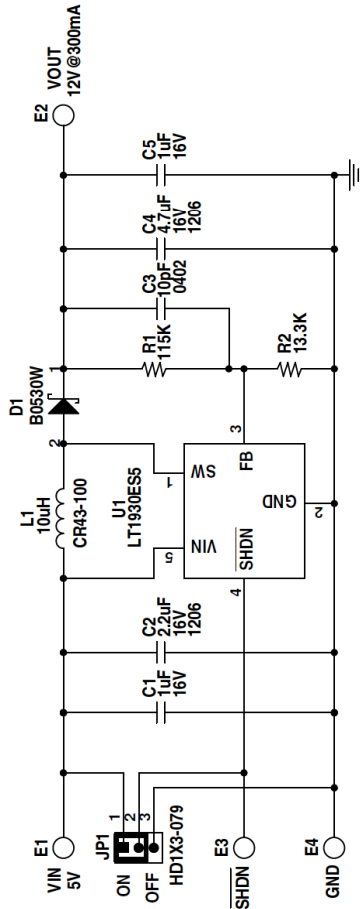 E1
VIN
5V
JP1
1
2
3
ON
OFF
HD1X3-079
E3
SHDN
E4
GND
C1
1uF
16V
C2
2.2uF
16V
1206
L1
10uH
CR43-100
U1
LT1930ES5
VIN
5
SW
1
SHDN
4
FB
3
GND
2
D1
B0530W
2
1
R1
115K
R2
13.3K
C3
10pF
0402
C4
4.7uF
16V
1206
C5
1uF
16V
E2
VOUT
12V @300mA